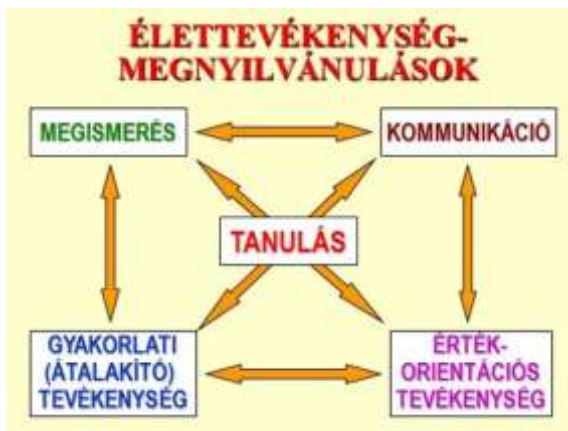 ÉLETTEVÉKENYSÉG-
MEGNYILVÁNULÁSOK
MEGISMERÉS
KOMMUNIKÁCIÓ
TANULÁS
GYAKORLATI
(ÁTALAKÍTÓ)
TEVÉKENYSÉG
ÉRTÉK-
ORIENTÁCIÓS
TEVÉKENYSÉG